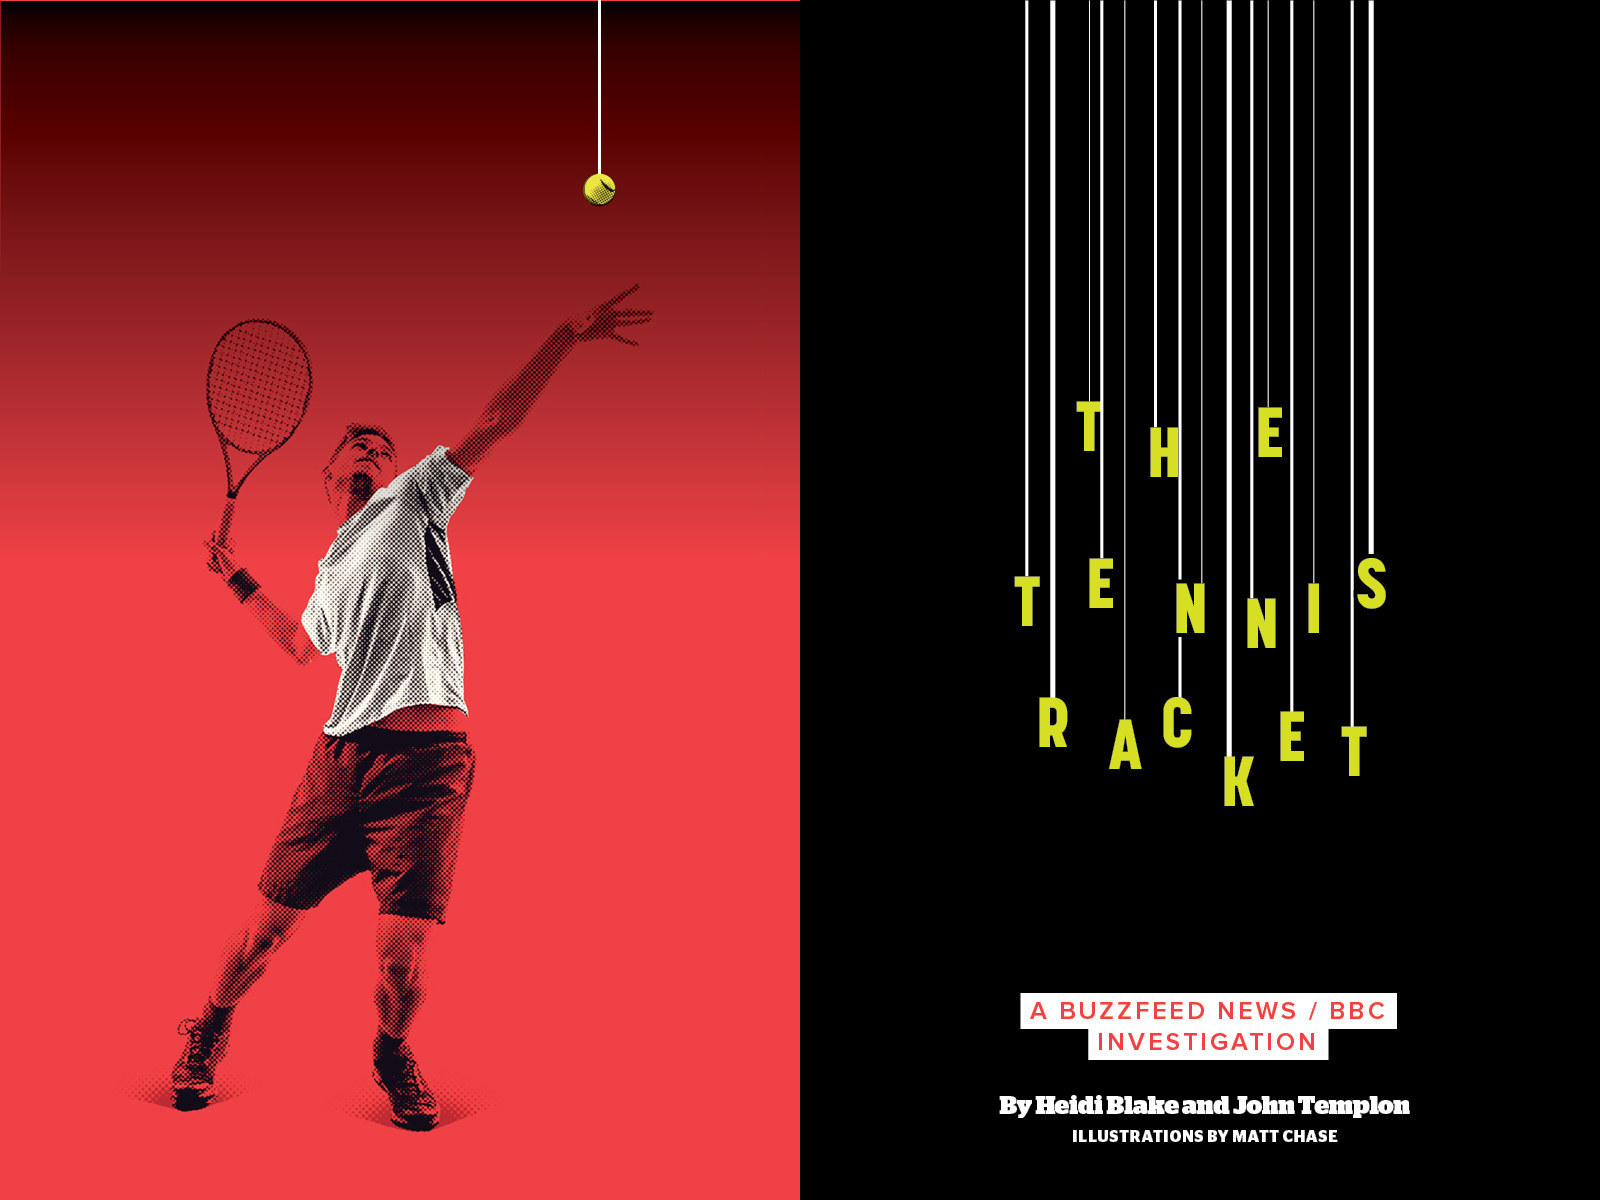 THE
TENNIS
RACKET
A BUZZFEED NEWS / BBC
INVESTIGATION
By Heidi Blake and John Templon
ILLUSTRATIONS BY MATT CHASE